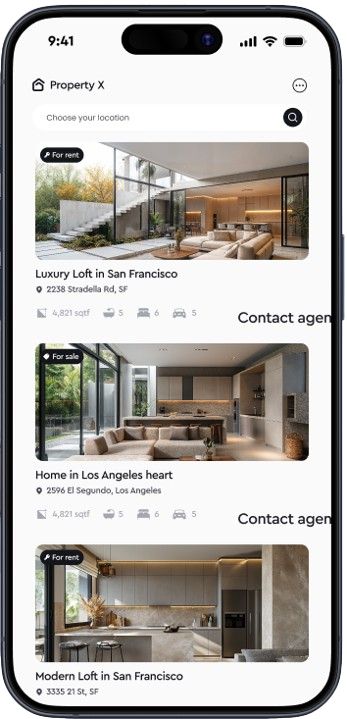 9:41
Property X
Choose your location
For rent
Luxury Loft in San Francisco
2238 Stradella Rd, SF
4,821 sqtf 5 6 5
Contact agen
For sale
Home in Los Angeles heart
2596 El Segundo, Los Angeles
4,821 sqtf 5 6 5
Contact agen
For rent
Modern Loft in San Francisco
3335 21 St, SF